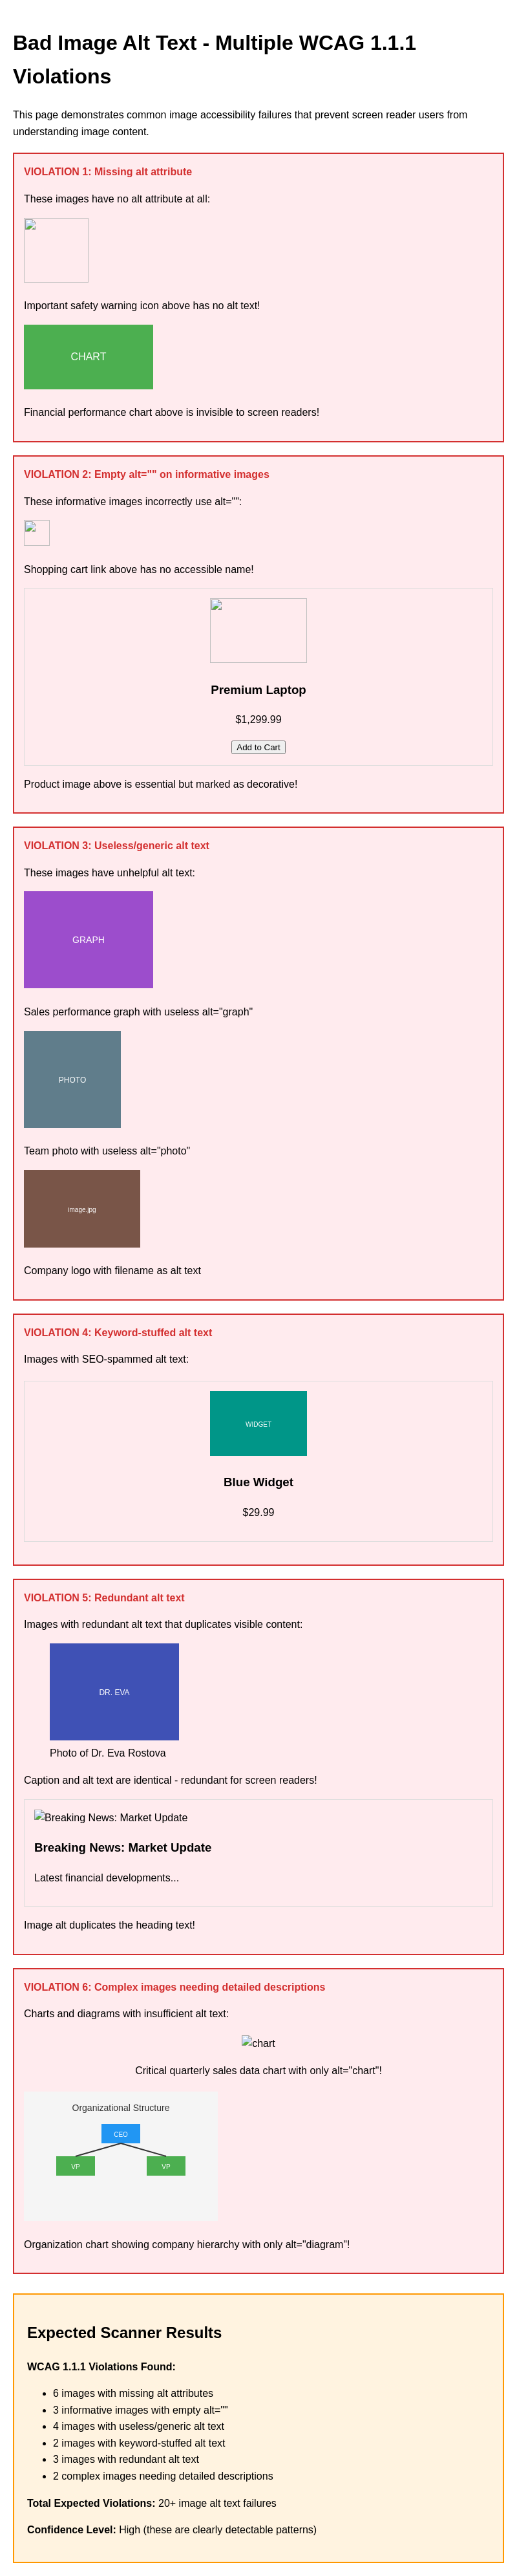 Bad Image Alt Text - Multiple WCAG 1.1.1
Violations
This page demonstrates common image accessibility failures that prevent screen reader users from
understanding image content.
VIOLATION 1: Missing alt attribute
These images have no alt attribute at all:
Important safety warning icon above has no alt text!
CHART
Financial performance chart above is invisible to screen readers!
VIOLATION 2: Empty alt="" on informative images
These informative images incorrectly use alt="":
Shopping cart link above has no accessible name!
Premium Laptop
$1,299.99
Add to Cart
Product image above is essential but marked as decorative!
VIOLATION 3: Useless/generic alt text
These images have unhelpful alt text:
GRAPH
Sales performance graph with useless alt="graph"
PHOTO
Team photo with useless alt="photo"
image.jpg
Company logo with filename as alt text
VIOLATION 4: Keyword-stuffed alt text
Images with SEO-spammed alt text:
WIDGET
Blue Widget
$29.99
VIOLATION 5: Redundant alt text
Images with redundant alt text that duplicates visible content:
DR. EVA
Photo of Dr. Eva Rostova
Caption and alt text are identical - redundant for screen readers!
Breaking News: Market Update
Breaking News: Market Update
Latest financial developments...
Image alt duplicates the heading text!
VIOLATION 6: Complex images needing detailed descriptions
Charts and diagrams with insufficient alt text:
chart
Critical quarterly sales data chart with only alt="chart"!
Organizational Structure
CEO
VP VP
Organization chart showing company hierarchy with only alt="diagram"!
Expected Scanner Results
WCAG 1.1.1 Violations Found:
• 6 images with missing alt attributes
• 3 informative images with empty alt=""
• 4 images with useless/generic alt text
• 2 images with keyword-stuffed alt text
• 3 images with redundant alt text
• 2 complex images needing detailed descriptions
Total Expected Violations: 20+ image alt text failures
Confidence Level: High (these are clearly detectable patterns)